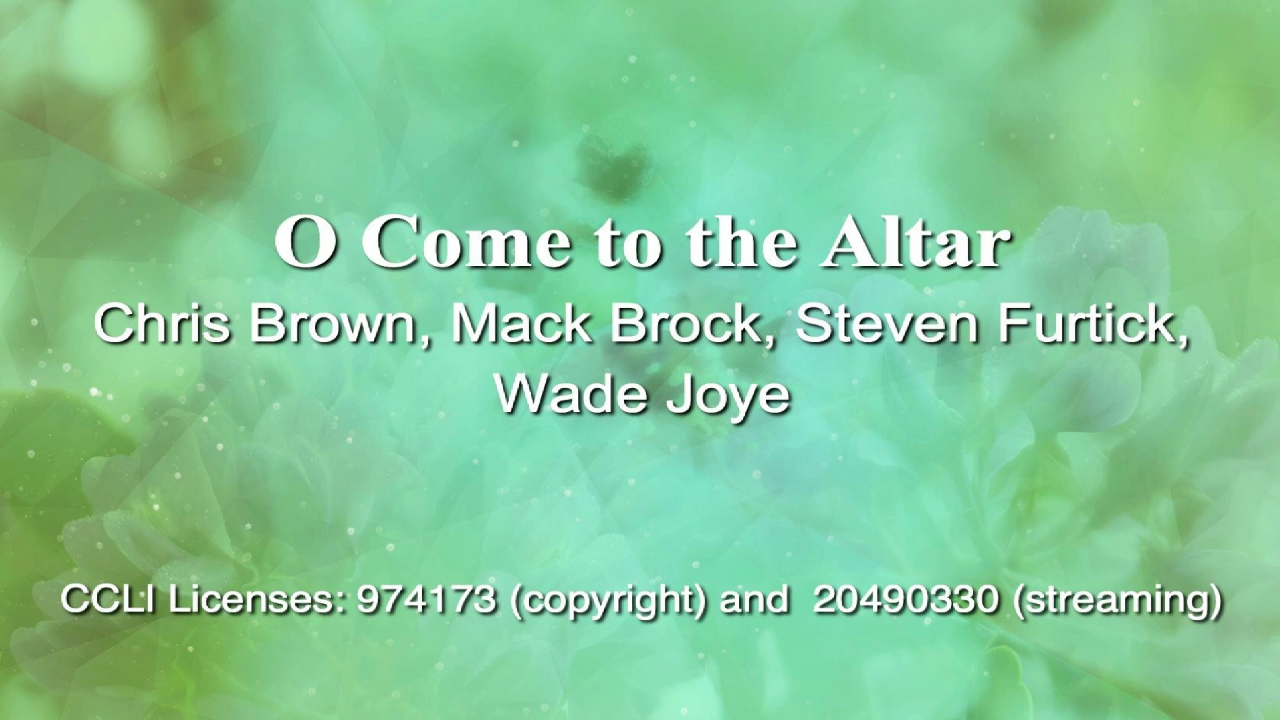 O Come to the Altar
Chris Brown, Mack Brock, Steven Furtick,
Wade Joye
CCLI Licenses: 974173 (copyright) and  20490330 (streaming)